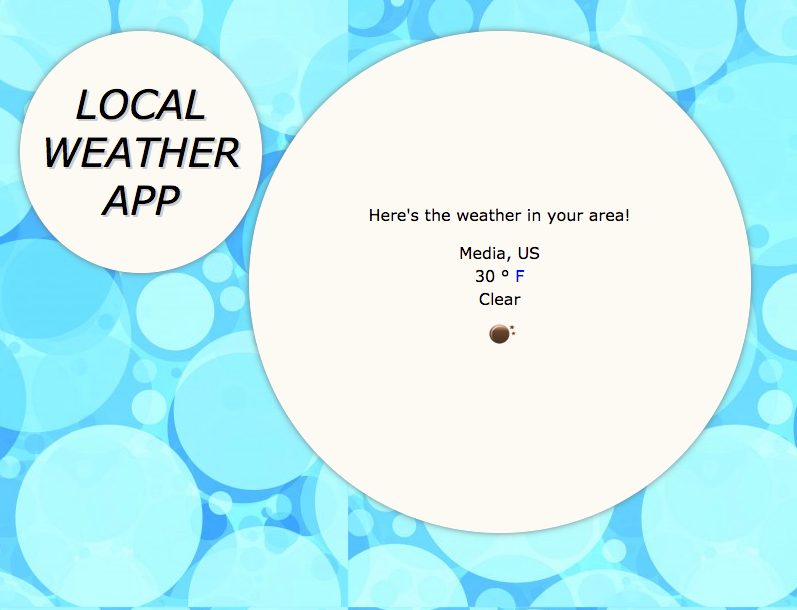 LOCAL
WEATHER
APP
Here's the weather in your area!
Media, US
30 ° F
Clear